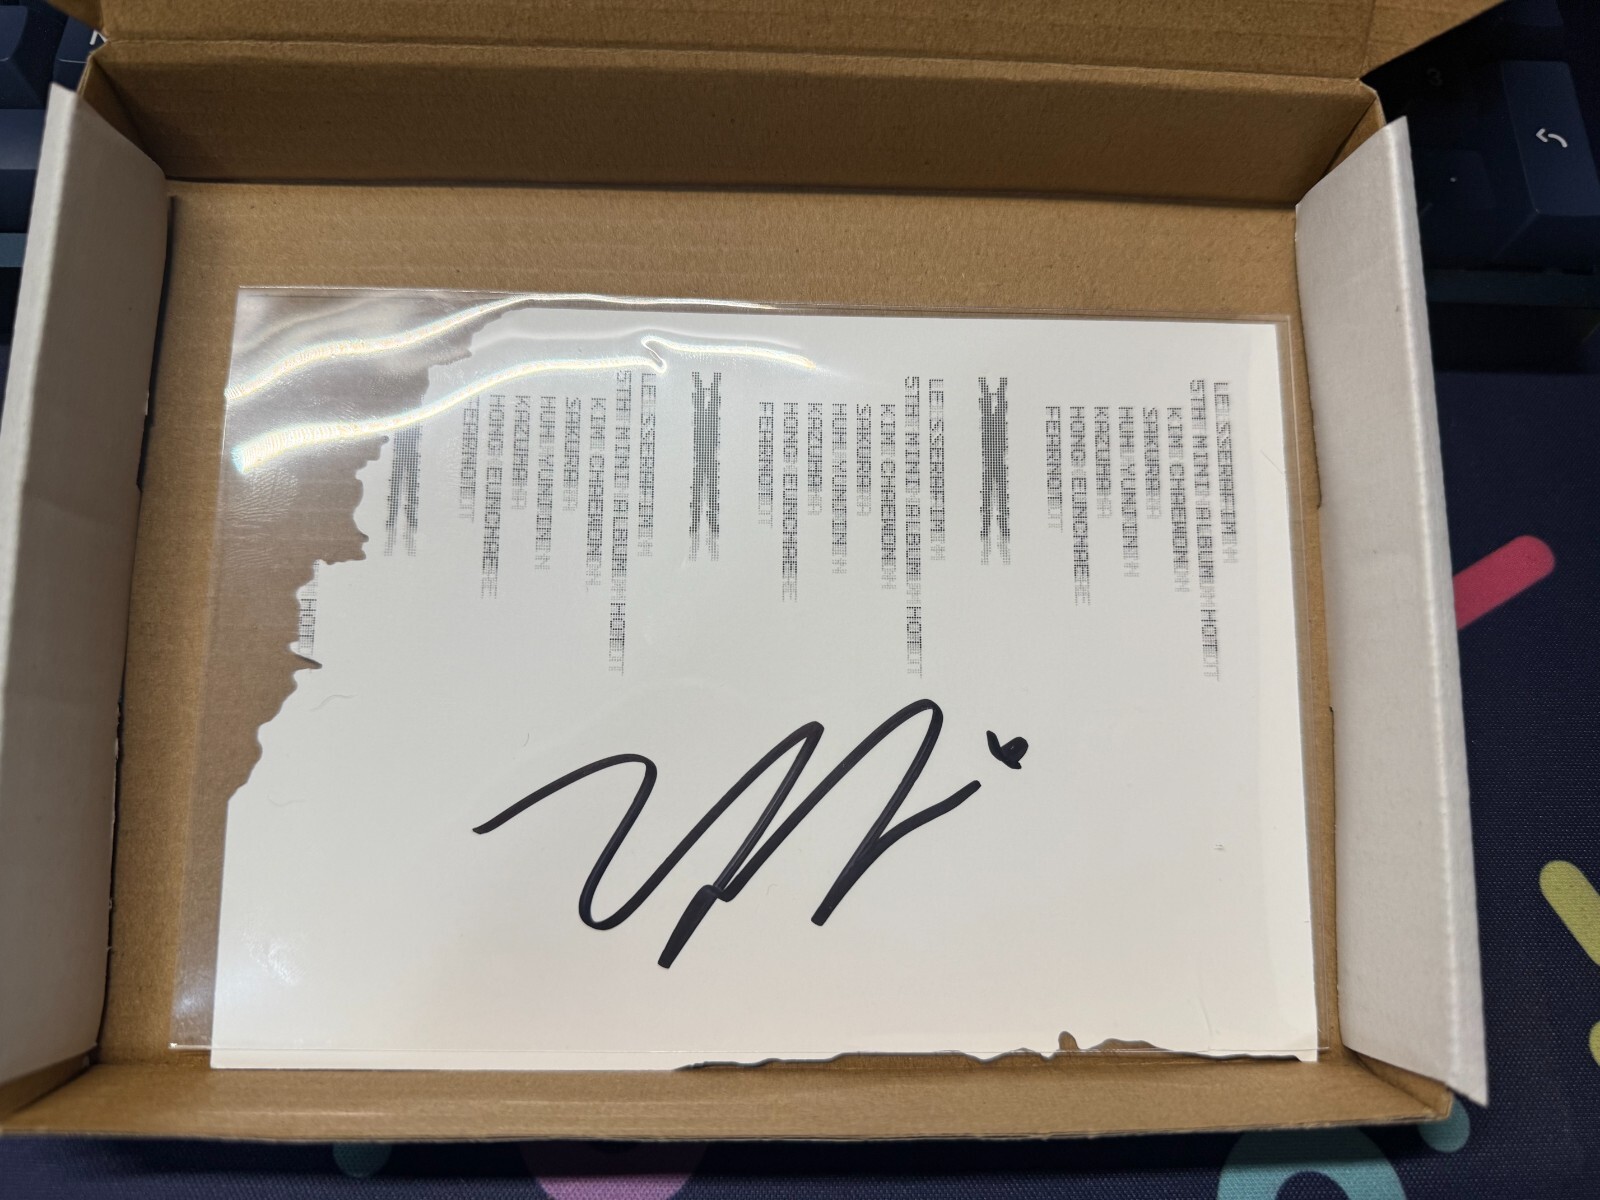 LE SSERAFIM
5TH MINI ALBUM HOT
KIM CHAEWON
SAKURA
HUH YUNJIN
KAZUHA
HONG EUNCHAE
FEARNOT
LE SSERAFIM
5TH MINI ALBUM HOT
KIM CHAEWON
SAKURA
HUH YUNJIN
KAZUHA
HONG EUNCHAE
FEARNOT
LE SSERAFIM
5TH MINI ALBUM HOT
KIM CHAEWON
SAKURA
HUH YUNJIN
KAZUHA
HONG EUNCHAE
FEARNOT
HOT